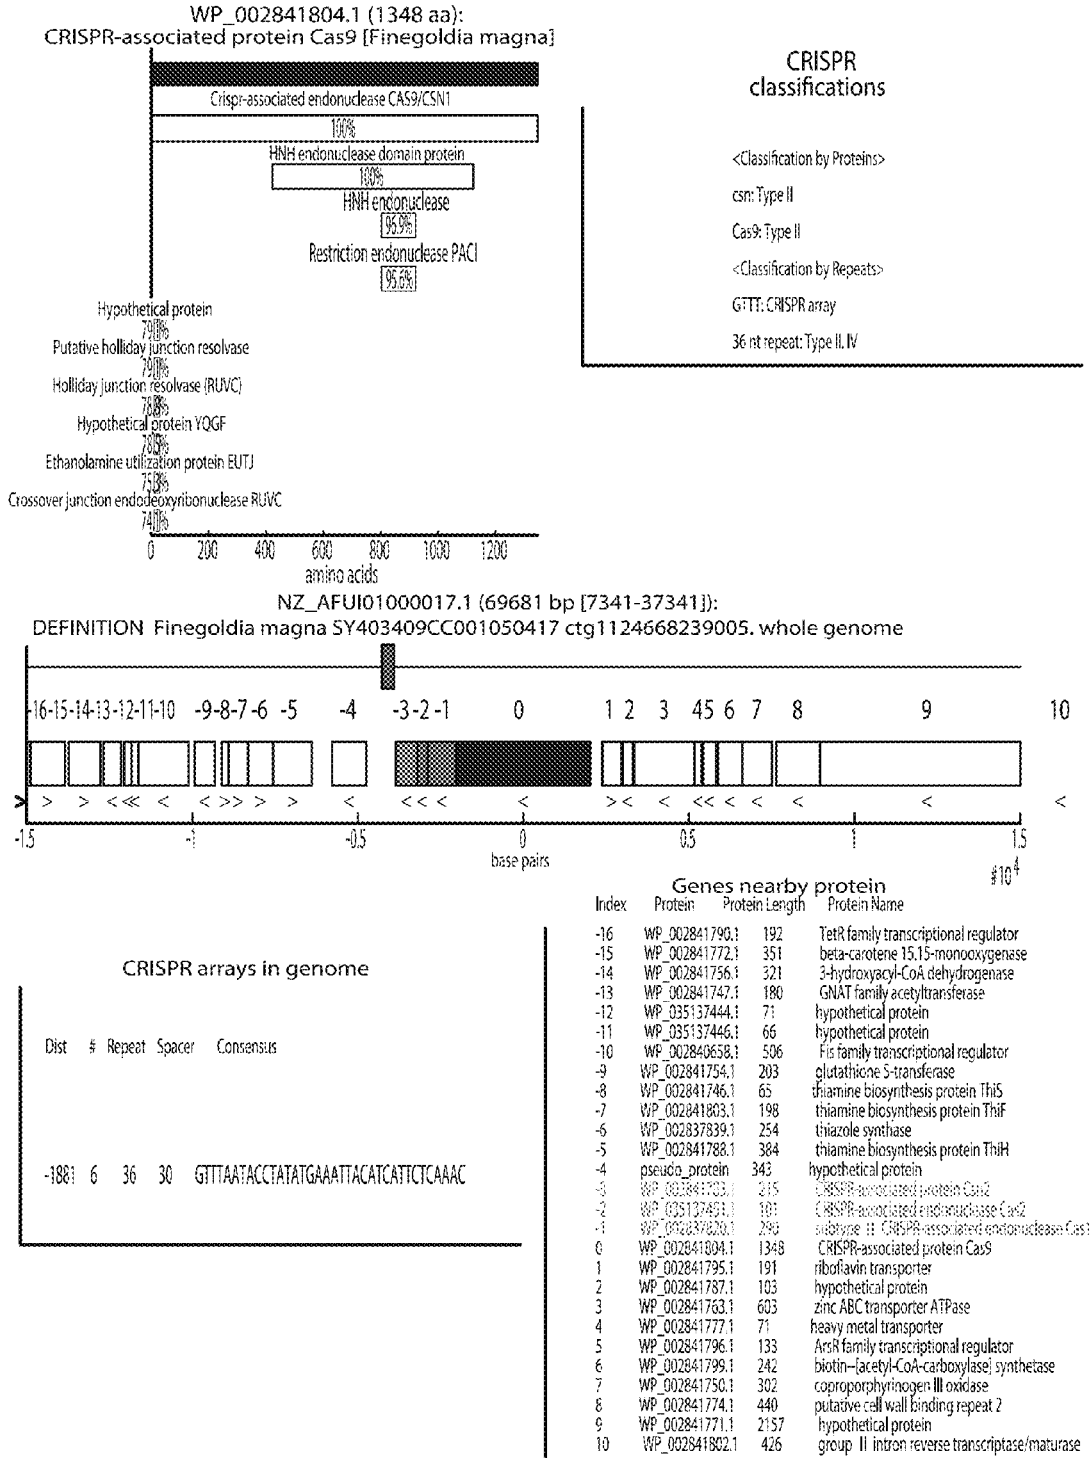 WP_002841804.1 (1348 aa):
CRISPR-associated protein Cas9 [Finegoldia magna]
Crispr-associated endonuclease CAS9/CSN1
100%
HNH endonuclease domain protein
100%
HNH endonuclease
96.9%
Restriction endonuclease PACI
95.6%
Hypothetical protein
Putative holliday junction resolvase
Holliday junction resolvase (RUVC)
Hypothetical protein YQGF
Ethanolamine utilization protein EUTJ
Crossover junction endodeoxyribonuclease RUVC
0 200 400 600 800 1000 1200
amino acids
CRISPR
classifications
<Classification by Proteins>
csn: Type II
Cas9: Type II
<Classification by Repeats>
GTTT: CRISPR array
36 nt repeat: Type II, IV
NZ_AFUI01000017.1 (69681 bp [7341-37341]):
DEFINITION Finegoldia magna SY403409CC001050417 ctg1124668239005. whole genome
-16 -15 -14 -13 -12 -11 -10 -9 -8 -7 -6 -5 -4 -3 -2 -1 0 1 2 3 4 5 6 7 8 9 10
> > > < < < < < > > > > < < < < < > > < < < < < < < <
-1.5 -1 -0.5 0 0.5 1 1.5
base pairs
#10^4
CRISPR arrays in genome
Dist # Repeat Spacer Consensus
-1881 6 36 30 GTTTAATACCTATATGAAATTACATCATTCTCAAAC
Genes nearby protein
Index Protein Protein Length Protein Name
-16 WP_002841790.1 192 TetR family transcriptional regulator
-15 WP_002841772.1 351 beta-carotene 15,15-monooxygenase
-14 WP_002841756.1 321 3-hydroxyacyl-CoA dehydrogenase
-13 WP_002841747.1 180 GNAT family acetyltransferase
-12 WP_035137444.1 71 hypothetical protein
-11 WP_035137446.1 66 hypothetical protein
-10 WP_002840658.1 506 Fis family transcriptional regulator
-9 WP_002841754.1 203 glutathione S-transferase
-8 WP_002841746.1 65 thiamine biosynthesis protein ThiS
-7 WP_002841803.1 198 thiamine biosynthesis protein ThiF
-6 WP_002837839.1 254 thiazole synthase
-5 WP_002841788.1 384 thiamine biosynthesis protein ThiH
-4 pseudo_protein 343 hypothetical protein
-3 215 CRISPR-associated protein Csn2
-2 101 CRISPR-associated endonuclease Cas2
-1 290 subtype II CRISPR-associated endonuclease Cas1
0 WP_002841804.1 1348 CRISPR-associated protein Cas9
1 WP_002841795.1 191 riboflavin transporter
2 WP_002841787.1 103 hypothetical protein
3 WP_002841763.1 603 zinc ABC transporter ATPase
4 WP_002841777.1 71 heavy metal transporter
5 WP_002841796.1 133 ArsR family transcriptional regulator
6 WP_002841799.1 242 biotin--[acetyl-CoA-carboxylase] synthetase
7 WP_002841750.1 302 coproporphyrinogen III oxidase
8 WP_002841774.1 440 putative cell wall binding repeat 2
9 WP_002841771.1 2157 hypothetical protein
10 WP_002841802.1 426 group II intron reverse transcriptase/maturase